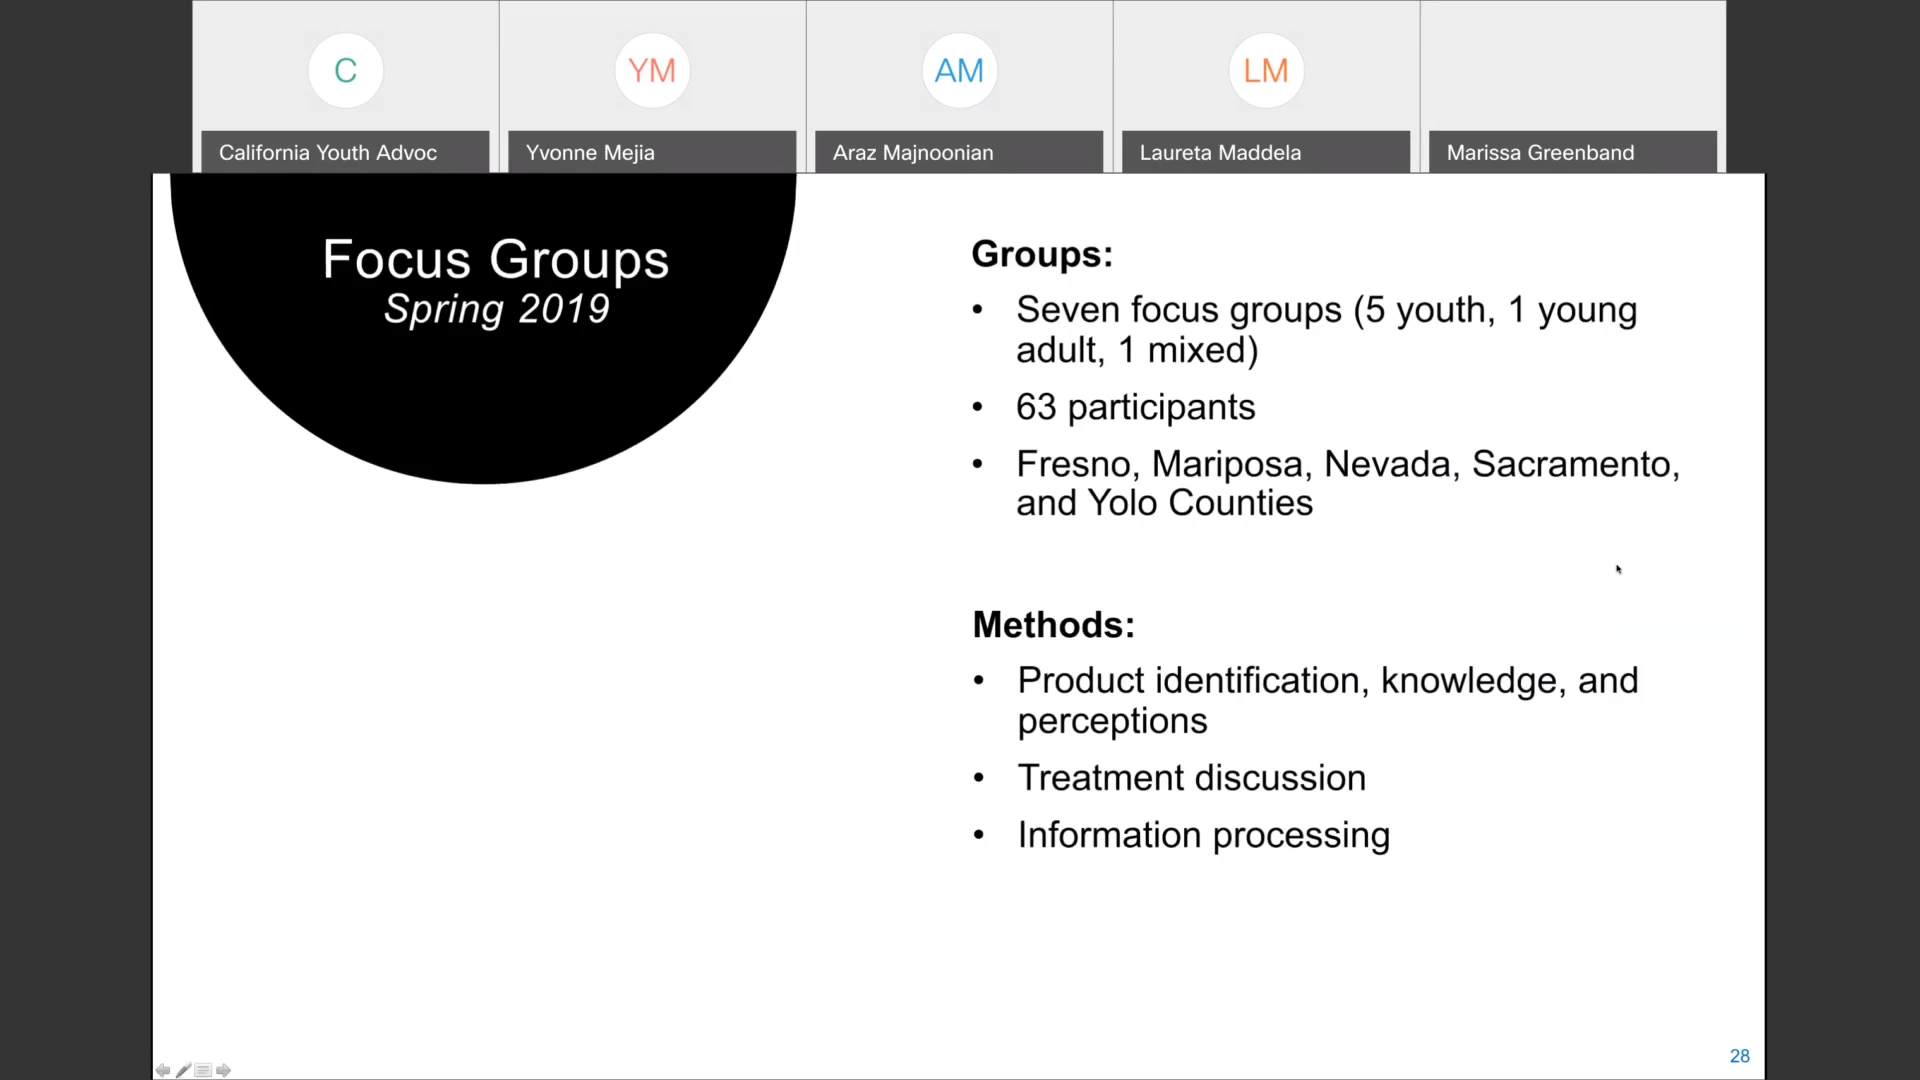 C
YM
AM
LM
California Youth Advoc
Yvonne Mejia
Araz Majnoonian
Laureta Maddela
Marissa Greenband
Focus Groups
Spring 2019
Groups:
• Seven focus groups (5 youth, 1 young
adult, 1 mixed)
• 63 participants
• Fresno, Mariposa, Nevada, Sacramento,
and Yolo Counties
Methods:
• Product identification, knowledge, and
perceptions
• Treatment discussion
• Information processing
28